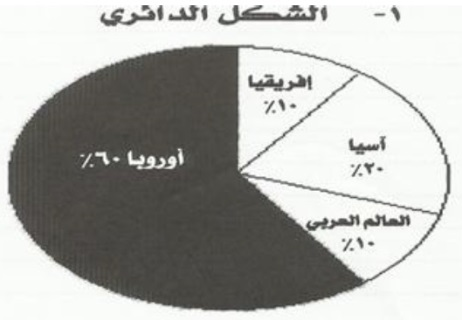 ١- الشكل الدائري
إفريقيا
١٠٪
آسيا
٢٠٪
أوروبا ٦٠٪
العالم العربي
١٠٪